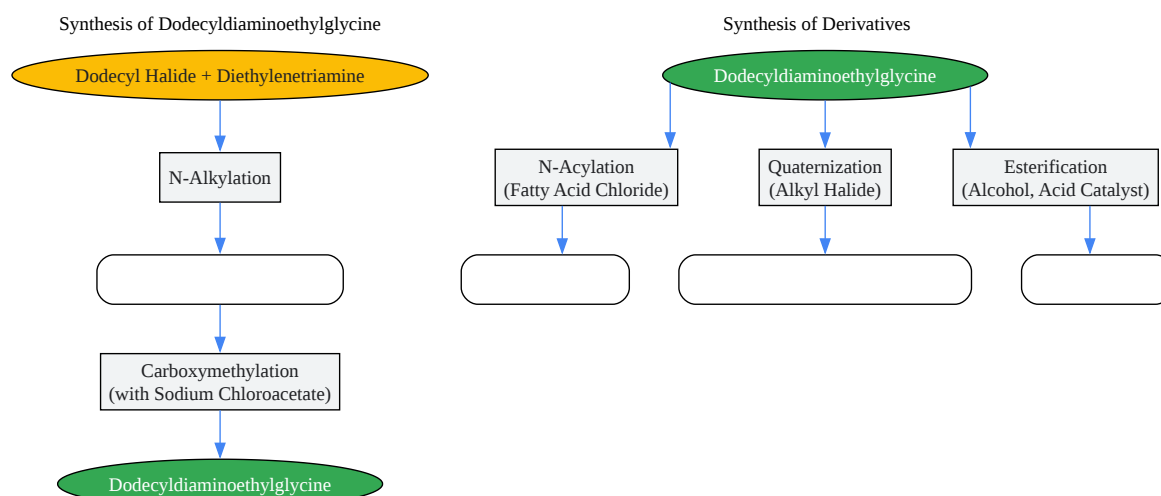 Synthesis of Dodecyldiaminoethylglycine
Dodecyl Halide + Diethylenetriamine
N-Alkylation
Carboxymethylation
(with Sodium Chloroacetate)
Dodecyldiaminoethylglycine
Synthesis of Derivatives
Dodecyldiaminoethylglycine
N-Acylation
(Fatty Acid Chloride)
Quaternization
(Alkyl Halide)
Esterification
(Alcohol, Acid Catalyst)